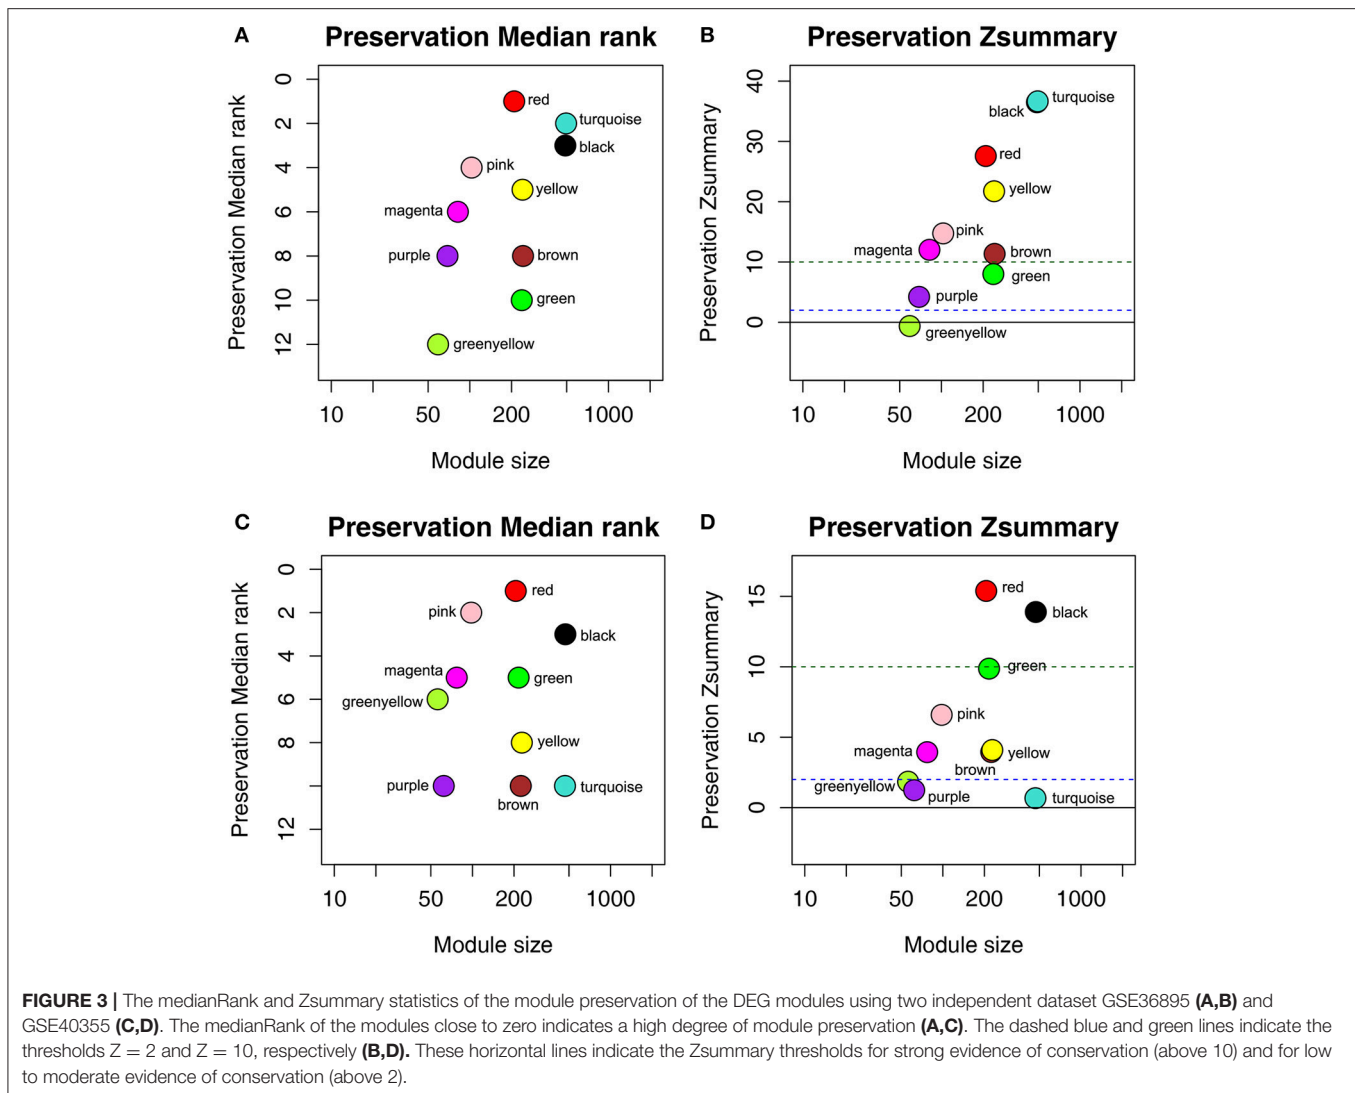 A Preservation Median rank
Preservation Median rank
0
2
4
6
8
10
12
red
turquoise
black
pink
yellow
magenta
purple
brown
green
greenyellow
10 50 200 1000
Module size
B Preservation Zsummary
Preservation Zsummary
40
30
20
10
0
turquoise
black
red
yellow
pink
magenta
brown
green
purple
greenyellow
10 50 200 1000
Module size
C Preservation Median rank
Preservation Median rank
0
2
4
6
8
10
12
red
pink
black
magenta
green
greenyellow
yellow
purple
turquoise
brown
10 50 200 1000
Module size
D Preservation Zsummary
Preservation Zsummary
15
10
5
0
red
black
green
pink
magenta
yellow
brown
greenyellow
purple
turquoise
10 50 200 1000
Module size
FIGURE 3 | The medianRank and Zsummary statistics of the module preservation of the DEG modules using two independent dataset GSE36895 (A,B) and
GSE40355 (C,D). The medianRank of the modules close to zero indicates a high degree of module preservation (A,C). The dashed blue and green lines indicate the
thresholds Z = 2 and Z = 10, respectively (B,D). These horizontal lines indicate the Zsummary thresholds for strong evidence of conservation (above 10) and for low
to moderate evidence of conservation (above 2).